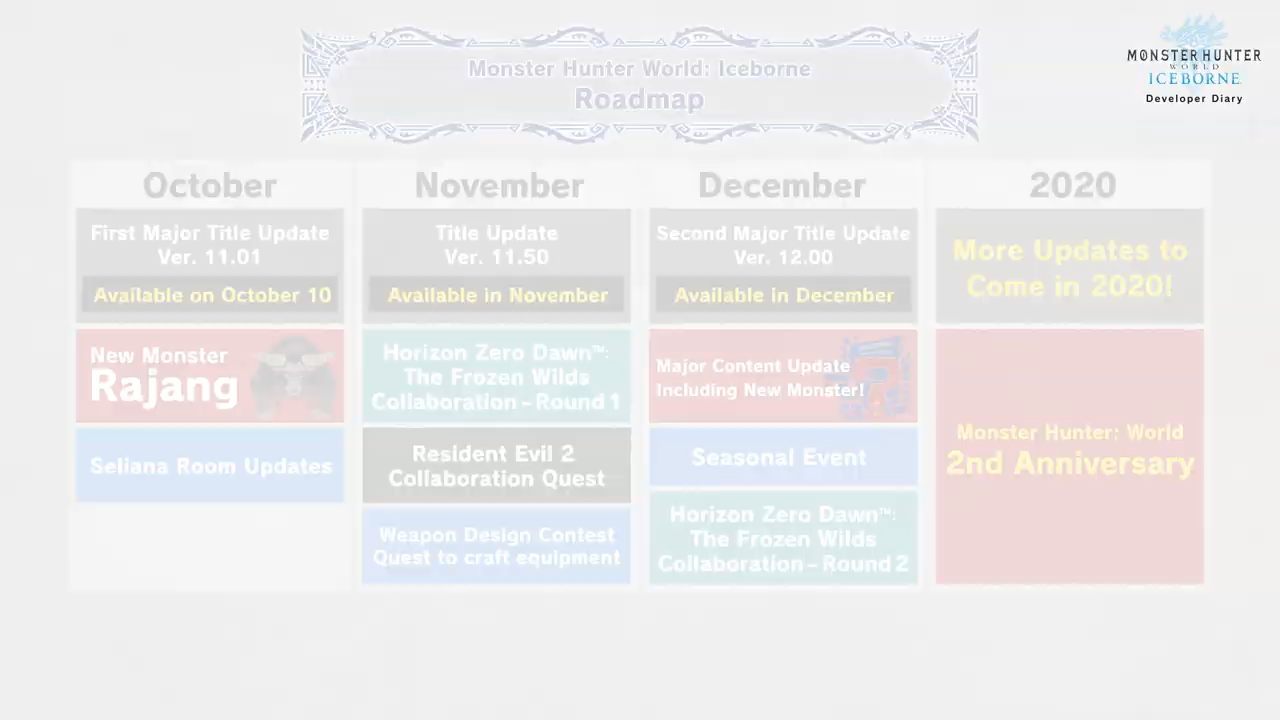 Monster Hunter World: Iceborne
Roadmap
MONSTER HUNTER
WORLD
ICEBORNE
Developer Diary
October
First Major Title Update
Ver. 11.01
Available on October 10
New Monster
Rajang
Seliana Room Updates
November
Title Update
Ver. 11.50
Available in November
Horizon Zero Dawn™:
The Frozen Wilds
Collaboration – Round 1
Resident Evil 2
Collaboration Quest
Weapon Design Contest
Quest to craft equipment
December
Second Major Title Update
Ver. 12.00
Available in December
Major Content Update
Including New Monster!
Seasonal Event
Horizon Zero Dawn™:
The Frozen Wilds
Collaboration – Round 2
2020
More Updates to
Come in 2020!
Monster Hunter: World
2nd Anniversary